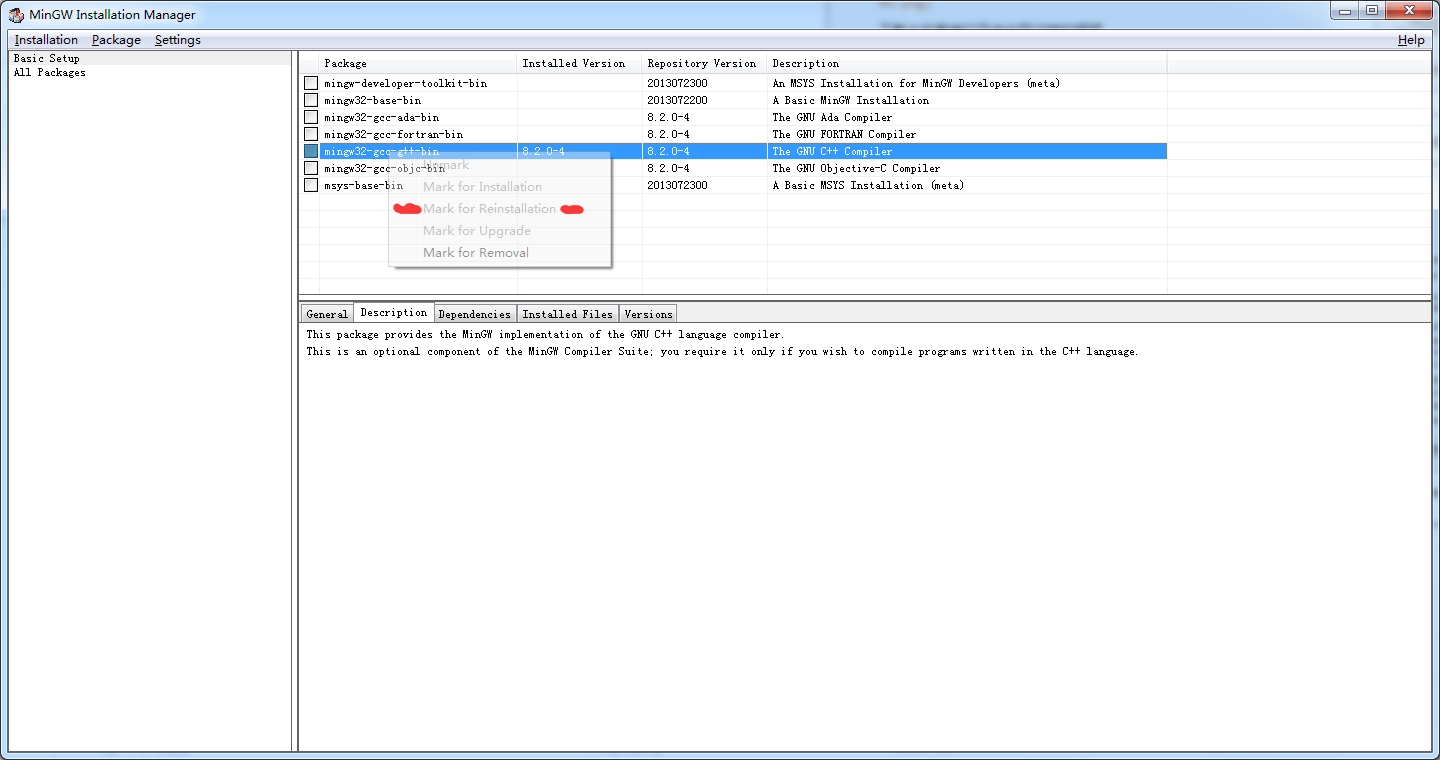 MinGW Installation Manager
Installation Package Settings Help
Basic Setup
All Packages
Package Installed Version Repository Version Description
mingw-developer-toolkit-bin 2013072300 An MSYS Installation for MinGW Developers (meta)
mingw32-base-bin 2013072200 A Basic MinGW Installation
mingw32-gcc-ada-bin 8.2.0-4 The GNU Ada Compiler
mingw32-gcc-fortran-bin 8.2.0-4 The GNU FORTRAN Compiler
mingw32-gcc-g++-bin 8.2.0-4 8.2.0-4 The GNU C++ Compiler
mingw32-gcc-objc-bin 8.2.0-4 The GNU Objective-C Compiler
msys-base-bin 2013072300 A Basic MSYS Installation (meta)
Unmark
Mark for Installation
Mark for Reinstallation
Mark for Upgrade
Mark for Removal
General Description Dependencies Installed Files Versions
This package provides the MinGW implementation of the GNU C++ language compiler.
This is an optional component of the MinGW Compiler Suite; you require it only if you wish to compile programs written in the C++ language.